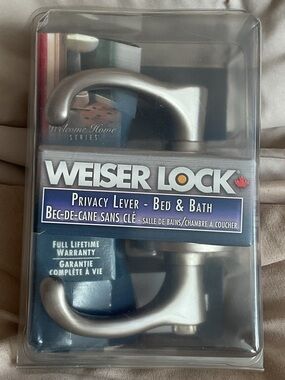 Welcome Home
SERIES
WEISER LOCK
PRIVACY LEVER - BED & BATH
BEC-DE-CANE SANS CLÉ - SALLE DE BAINS/CHAMBRE A COUCHER
FULL LIFETIME
WARRANTY
GARANTIE
COMPLÈTE À VIE